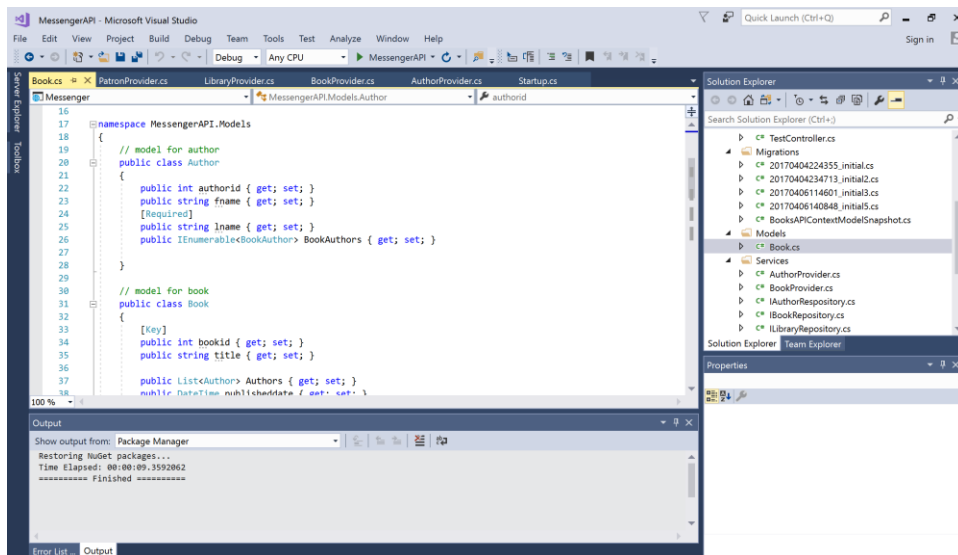 MessengerAPI - Microsoft Visual Studio
Quick Launch (Ctrl+Q)
File Edit View Project Build Debug Team Tools Test Analyze Window Help
Sign in
Debug Any CPU MessengerAPI
Server Explorer
Toolbox
Book.cs PatronProvider.cs LibraryProvider.cs BookProvider.cs AuthorProvider.cs Startup.cs
Messenger MessengerAPI.Models.Author authorid
16
17 namespace MessengerAPI.Models
18 {
19 // model for author
20 public class Author
21 {
22 public int authorid { get; set; }
23 public string fname { get; set; }
24 [Required]
25 public string lname { get; set; }
26 public IEnumerable<BookAuthor> BookAuthors { get; set; }
27
28 }
29
30 // model for book
31 public class Book
32 {
33 [Key]
34 public int bookid { get; set; }
35 public string title { get; set; }
36
37 public List<Author> Authors { get; set; }
38 public DateTime publisheddate { get; set; }
100 %
Output
Show output from: Package Manager
Restoring NuGet packages...
Time Elapsed: 00:00:09.3592062
========== Finished ==========
Error List ... Output
Solution Explorer
Search Solution Explorer (Ctrl+;)
C# TestController.cs
Migrations
C# 20170404224355_initial.cs
C# 20170404234713_initial2.cs
C# 20170406114601_initial3.cs
C# 20170406140848_initial5.cs
C# BooksAPIContextModelSnapshot.cs
Models
C# Book.cs
Services
C# AuthorProvider.cs
C# BookProvider.cs
C# IAuthorRespository.cs
C# IBookRepository.cs
C# ILibraryRepository.cs
Solution Explorer Team Explorer
Properties